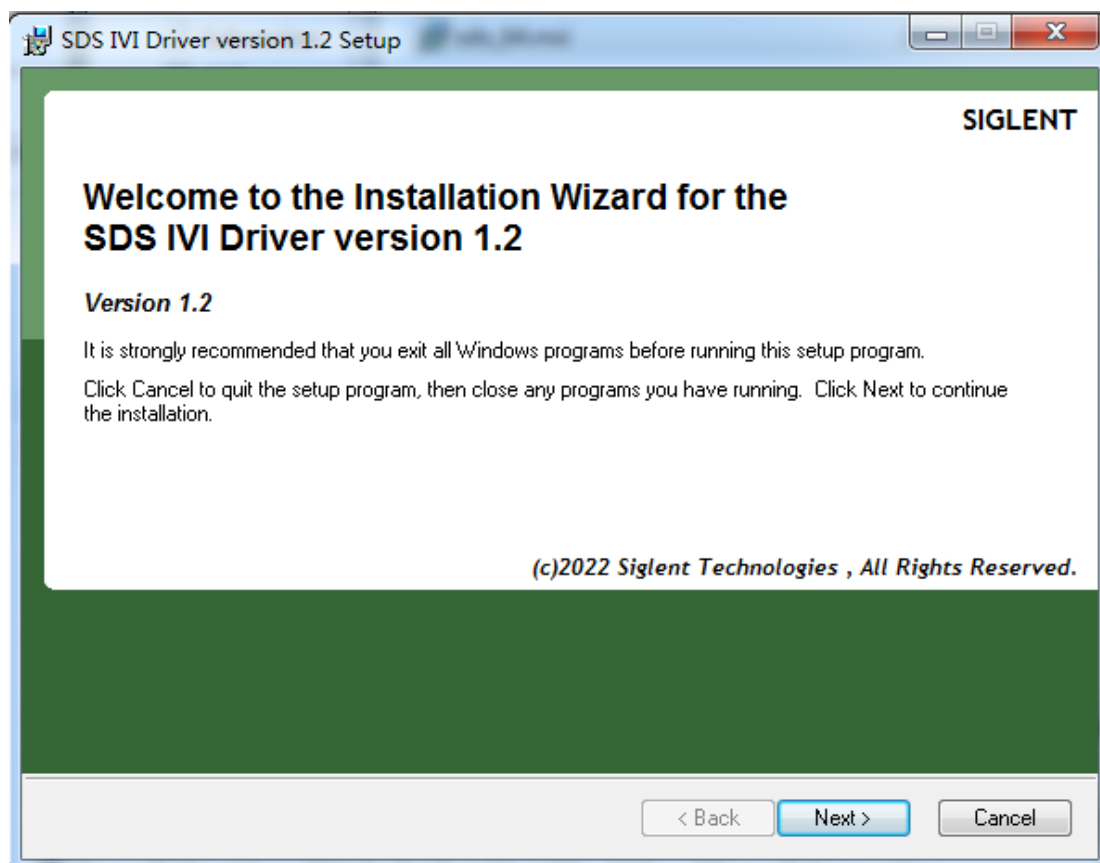 SDS IVI Driver version 1.2 Setup
SIGLENT
Welcome to the Installation Wizard for the
SDS IVI Driver version 1.2
Version 1.2
It is strongly recommended that you exit all Windows programs before running this setup program.
Click Cancel to quit the setup program, then close any programs you have running.  Click Next to continue
the installation.
(c)2022 Siglent Technologies , All Rights Reserved.
< Back
Next >
Cancel